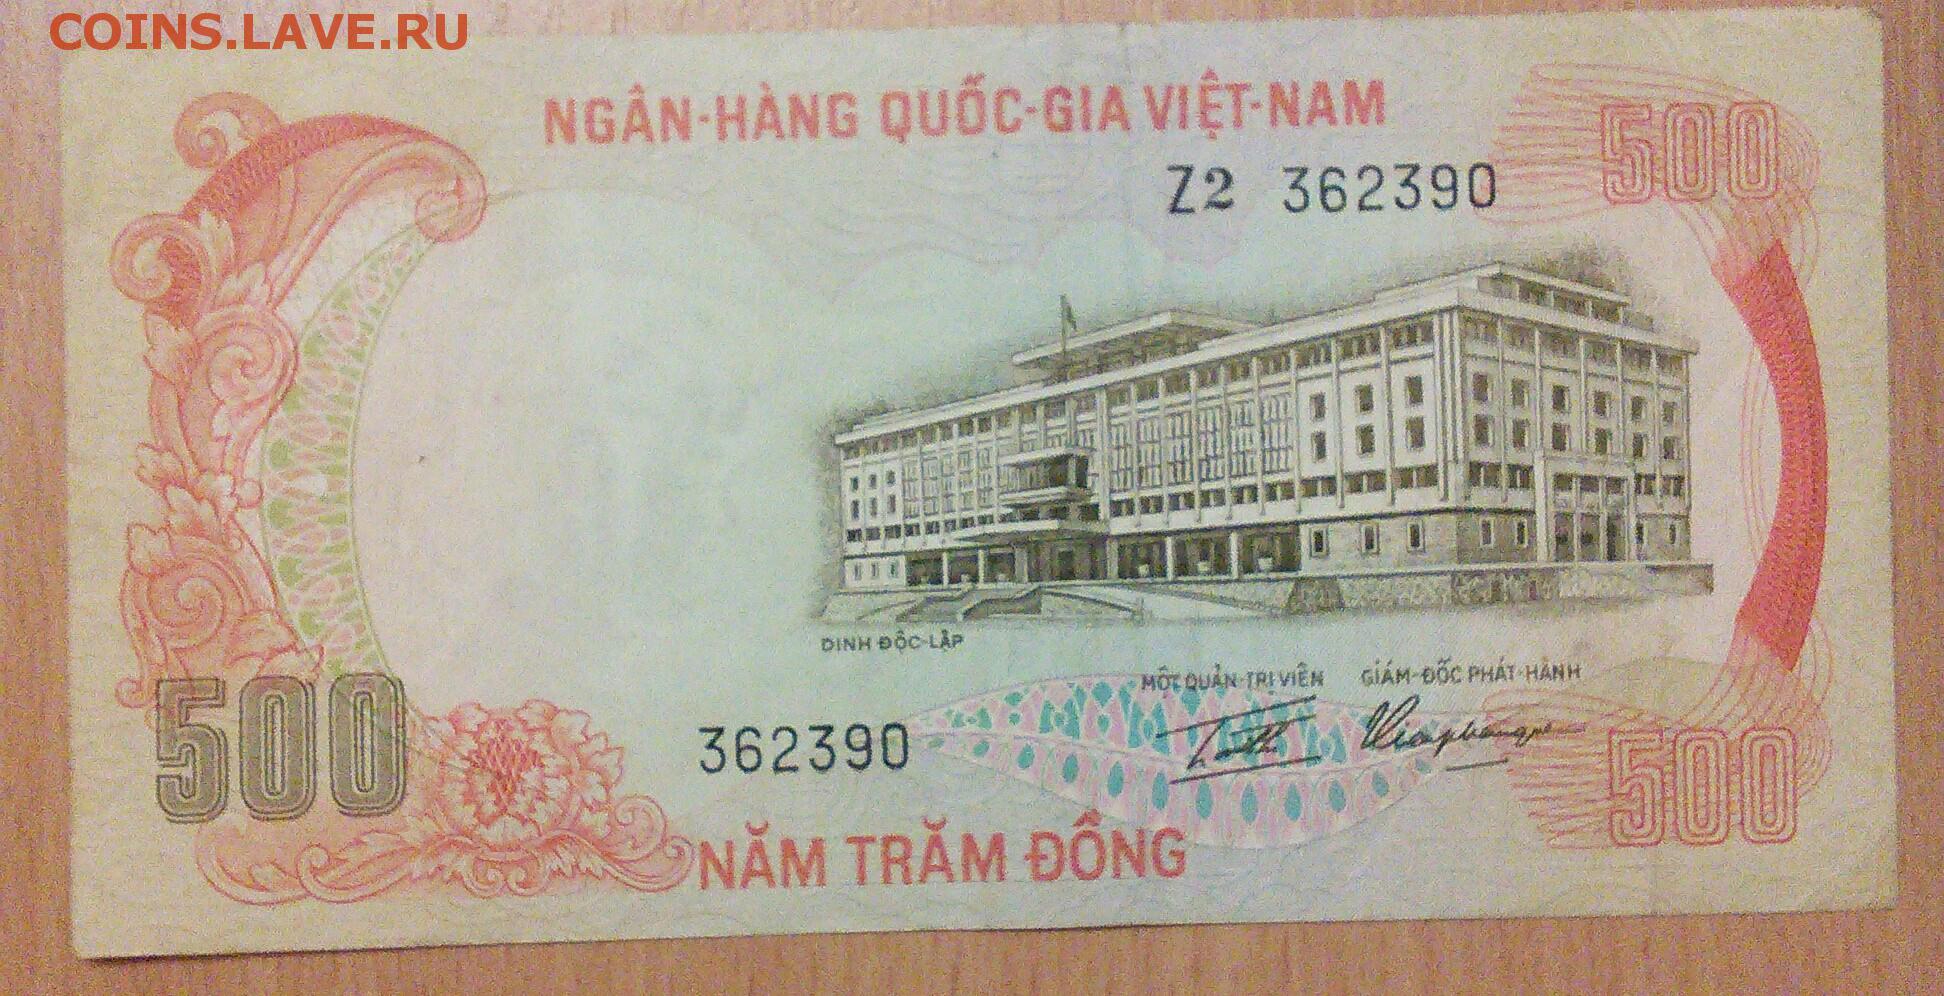 COINS.LAVE.RU
NGÂN-HÀNG QUỐC-GIA VIỆT-NAM
500
Z2 362390
DINH ĐỘC-LẬP
MỘT QUẢN-TRỊ VIÊN GIÁM-ĐỐC PHÁT-HÀNH
500
362390
500
NĂM TRĂM ĐỒNG